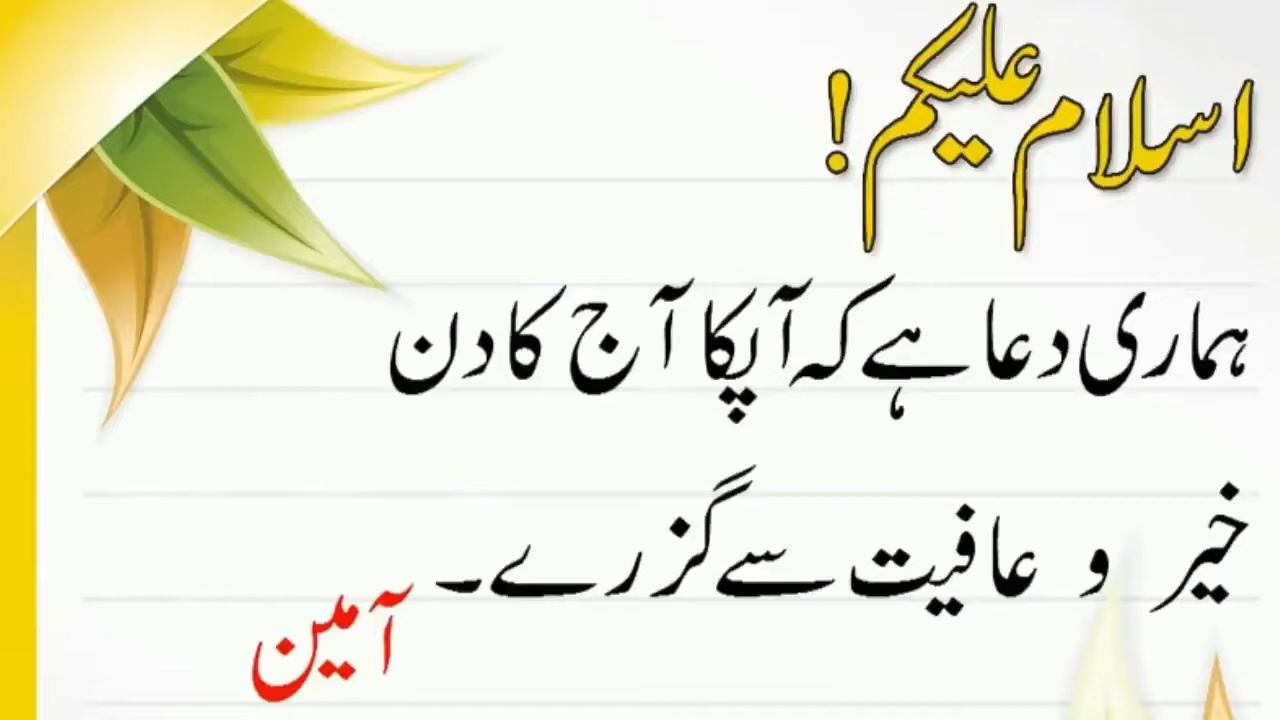 اسلام علیکم!
ہماری دعا ہے کہ آپکا آج کا دن
خیر و عافیت سے گزرے۔
آمین